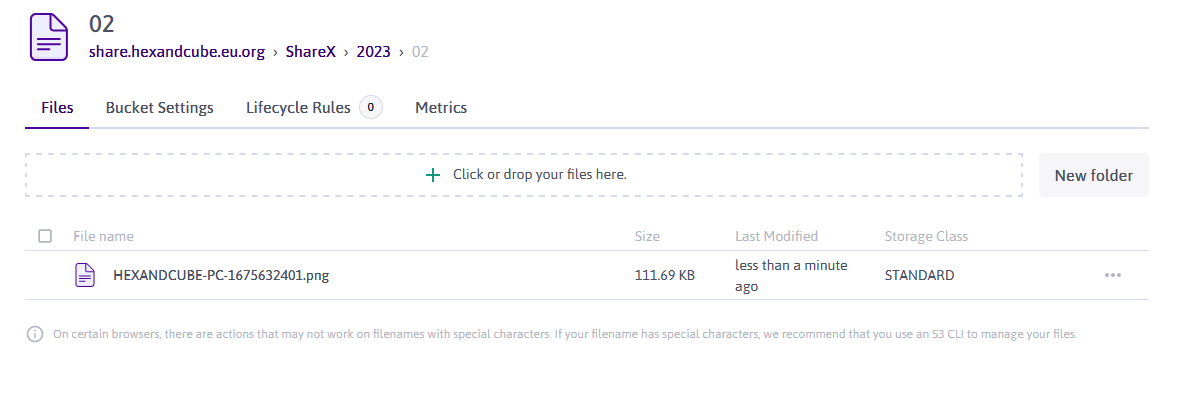 02
share.hexandcube.eu.org › ShareX › 2023 › 02
Files Bucket Settings Lifecycle Rules 0 Metrics
+ Click or drop your files here.
New folder
File name Size Last Modified Storage Class
HEXANDCUBE-PC-1675632401.png 111.69 KB less than a minute STANDARD ···
ago
On certain browsers, there are actions that may not work on filenames with special characters. If your filename has special characters, we recommend that you use an S3 CLI to manage your files.